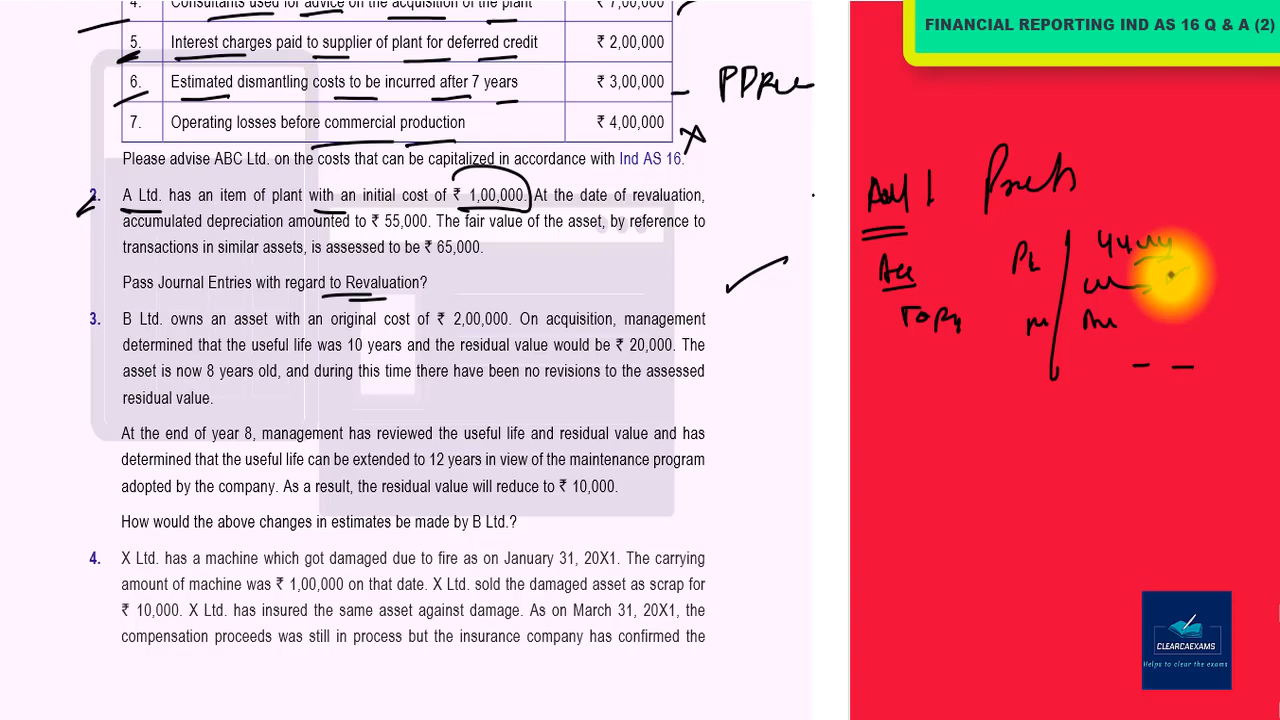 4. Consultants used for advice on the acquisition of the plant ₹ 7,00,000
5. Interest charges paid to supplier of plant for deferred credit ₹ 2,00,000
6. Estimated dismantling costs to be incurred after 7 years ₹ 3,00,000
7. Operating losses before commercial production ₹ 4,00,000
Please advise ABC Ltd. on the costs that can be capitalized in accordance with Ind AS 16.
2. A Ltd. has an item of plant with an initial cost of ₹ 1,00,000. At the date of revaluation,
accumulated depreciation amounted to ₹ 55,000. The fair value of the asset, by reference to
transactions in similar assets, is assessed to be ₹ 65,000.
Pass Journal Entries with regard to Revaluation?
3. B Ltd. owns an asset with an original cost of ₹ 2,00,000. On acquisition, management
determined that the useful life was 10 years and the residual value would be ₹ 20,000. The
asset is now 8 years old, and during this time there have been no revisions to the assessed
residual value.
At the end of year 8, management has reviewed the useful life and residual value and has
determined that the useful life can be extended to 12 years in view of the maintenance program
adopted by the company. As a result, the residual value will reduce to ₹ 10,000.
How would the above changes in estimates be made by B Ltd.?
4. X Ltd. has a machine which got damaged due to fire as on January 31, 20X1. The carrying
amount of machine was ₹ 1,00,000 on that date. X Ltd. sold the damaged asset as scrap for
₹ 10,000. X Ltd. has insured the same asset against damage. As on March 31, 20X1, the
compensation proceeds was still in process but the insurance company has confirmed the
FINANCIAL REPORTING IND AS 16 Q & A (2)
CLEARCAEXAMS
Helps to clear the exams